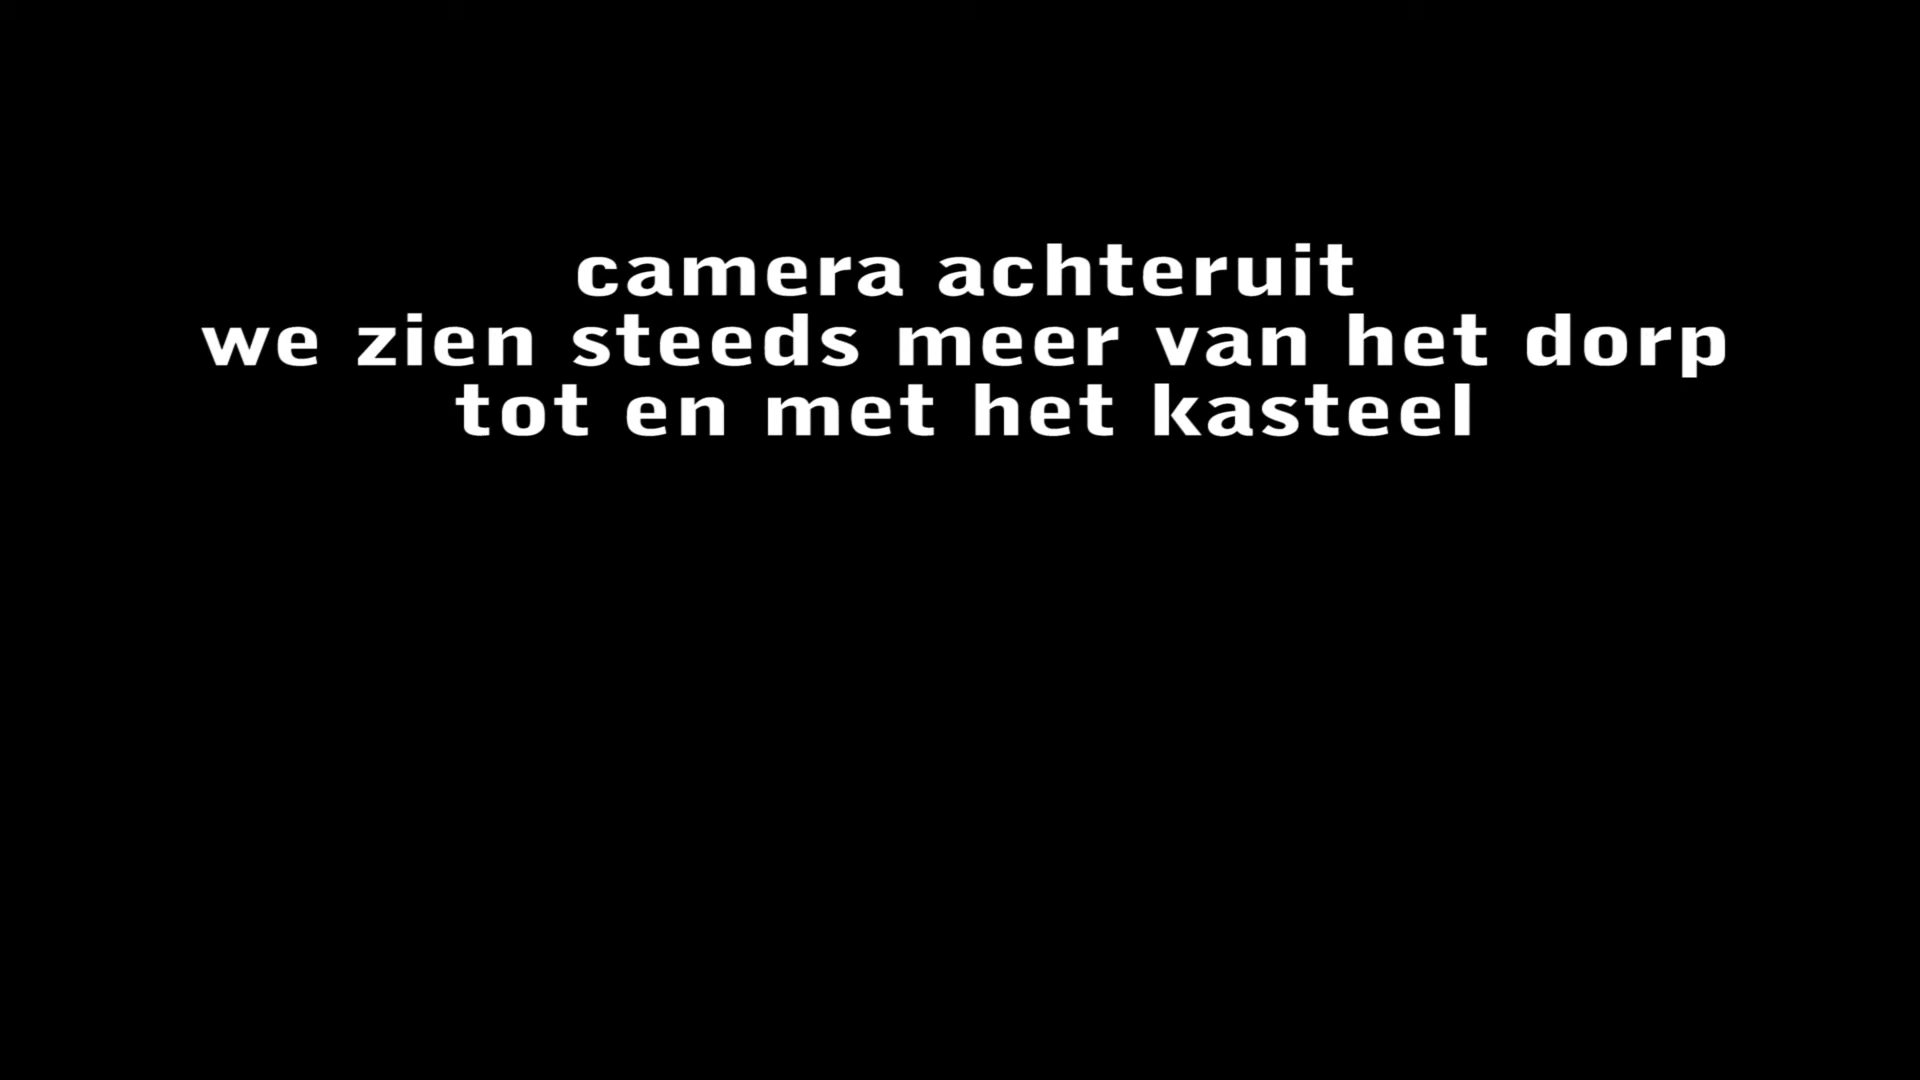 camera achteruit
we zien steeds meer van het dorp
tot en met het kasteel